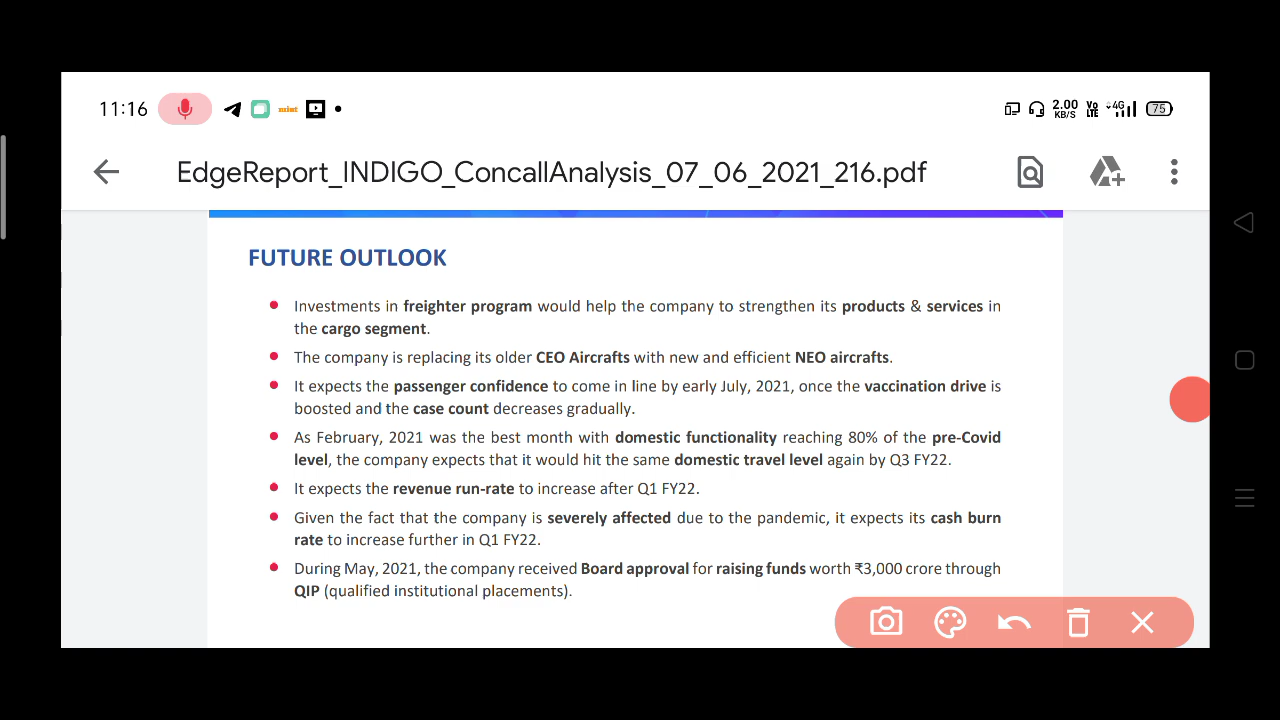 11:16 mint 2.00 KB/S Vo LTE 4G 75
EdgeReport_INDIGO_ConcallAnalysis_07_06_2021_216.pdf
FUTURE OUTLOOK
Investments in freighter program would help the company to strengthen its products & services in
the cargo segment.
The company is replacing its older CEO Aircrafts with new and efficient NEO aircrafts.
It expects the passenger confidence to come in line by early July, 2021, once the vaccination drive is
boosted and the case count decreases gradually.
As February, 2021 was the best month with domestic functionality reaching 80% of the pre-Covid
level, the company expects that it would hit the same domestic travel level again by Q3 FY22.
It expects the revenue run-rate to increase after Q1 FY22.
Given the fact that the company is severely affected due to the pandemic, it expects its cash burn
rate to increase further in Q1 FY22.
During May, 2021, the company received Board approval for raising funds worth ₹3,000 crore through
QIP (qualified institutional placements).